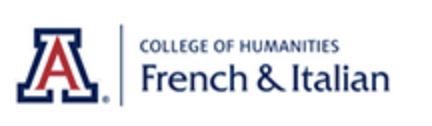 A®
COLLEGE OF HUMANITIES
French & Italian